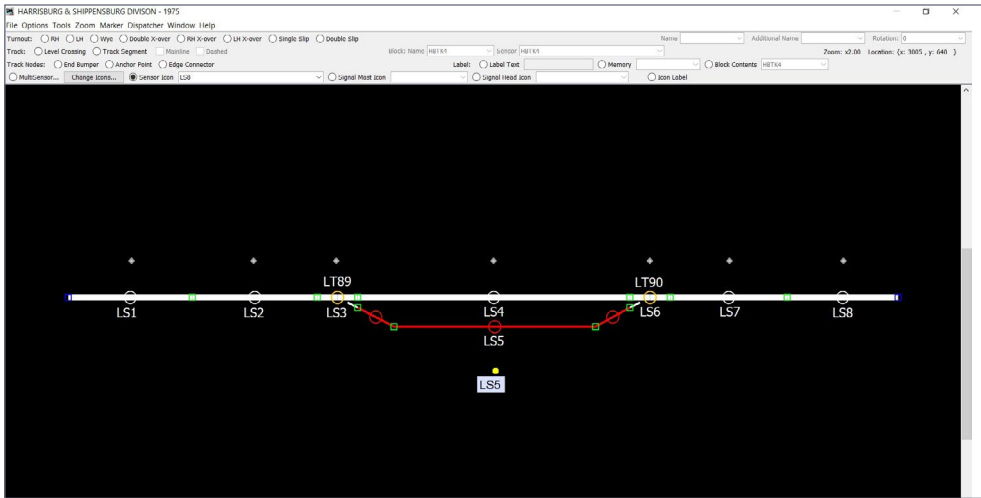 HARRISBURG & SHIPPENSBURG DIVISON - 1975
File Options Tools Zoom Marker Dispatcher Window Help
Turnout: RH LH Wye Double X-over RH X-over LH X-over Single Slip Double Slip Name Additional Name Rotation: 0
Track: Level Crossing Track Segment Mainline Dashed Block: Name HBTK4 Sensor HBTK4 Zoom: x2.00 Location: {x: 3005 , y: 640 }
Track Nodes: End Bumper Anchor Point Edge Connector Label: Label Text Memory Block Contents HBTK4
MultiSensor... Change Icons... Sensor Icon LS8 Signal Mast Icon Signal Head Icon Icon Label
LT89 LT90
LS1 LS2 LS3 LS4 LS6 LS7 LS8
LS5
LS5